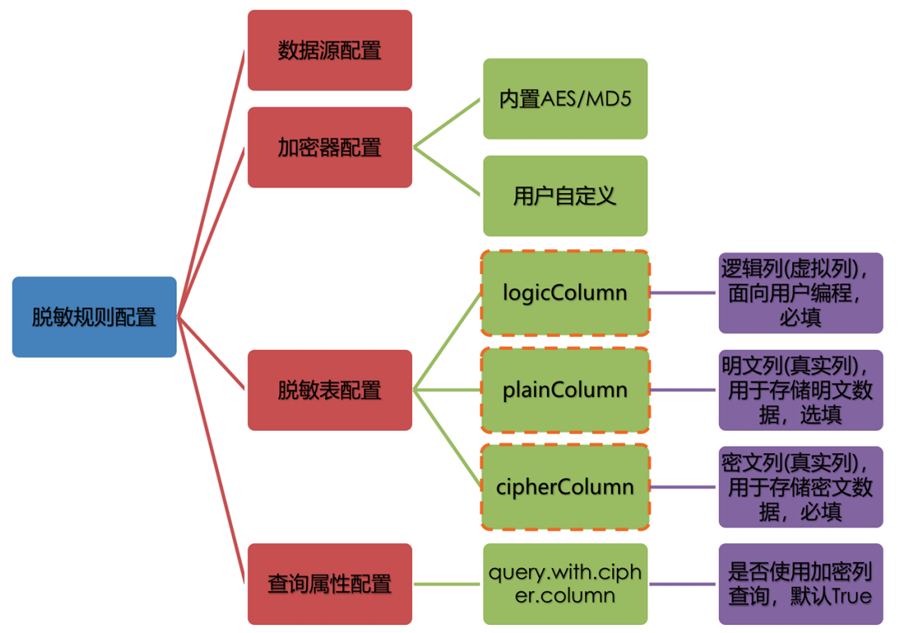 数据源配置
内置AES/MD5
加密器配置
用户自定义
脱敏规则配置
logicColumn
逻辑列(虚拟列)，
面向用户编程，
必填
脱敏表配置
plainColumn
明文列(真实列)，
用于存储明文数
据，选填
cipherColumn
密文列(真实列)，
用于存储密文数
据，必填
查询属性配置
query.with.ciph
er.column
是否使用加密列
查询，默认True